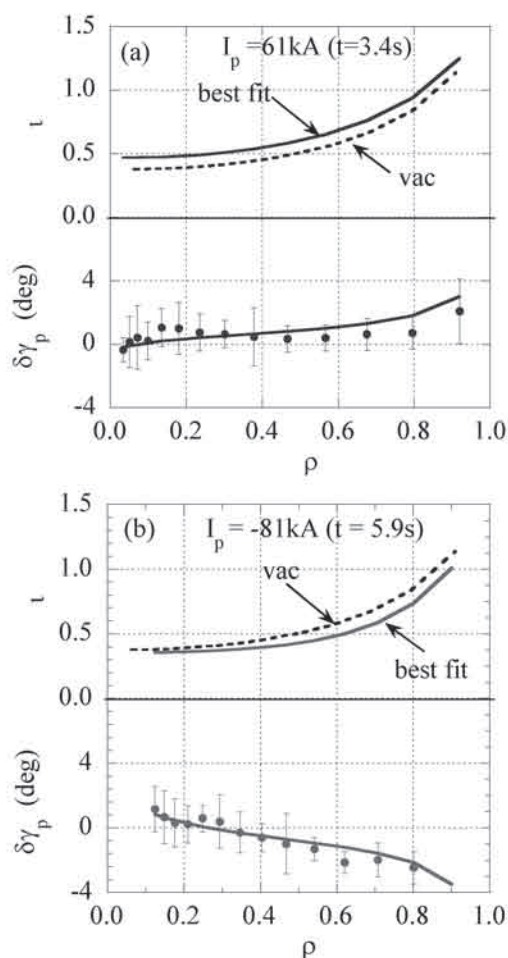 (a)
I_p =61kA (t=3.4s)
1.5
1.0
0.5
0.0
ι
best fit
vac
4
0
-4
δγ_p (deg)
0.0 0.2 0.4 0.6 0.8 1.0
ρ
(b)
I_p = -81kA (t = 5.9s)
1.5
1.0
0.5
0.0
ι
vac
best fit
4
0
-4
δγ_p (deg)
0.0 0.2 0.4 0.6 0.8 1.0
ρ